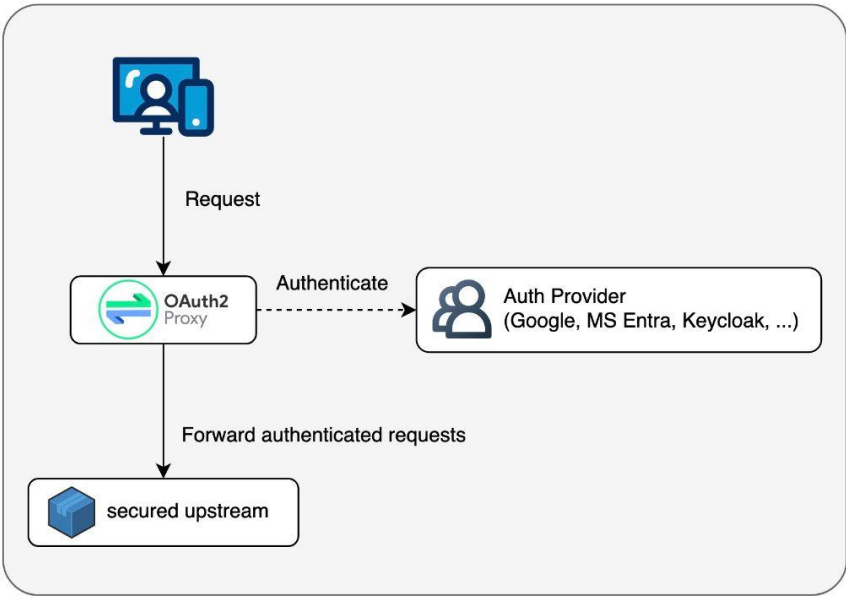 Request
OAuth2
Proxy
Authenticate
Auth Provider
(Google, MS Entra, Keycloak, ...)
Forward authenticated requests
secured upstream